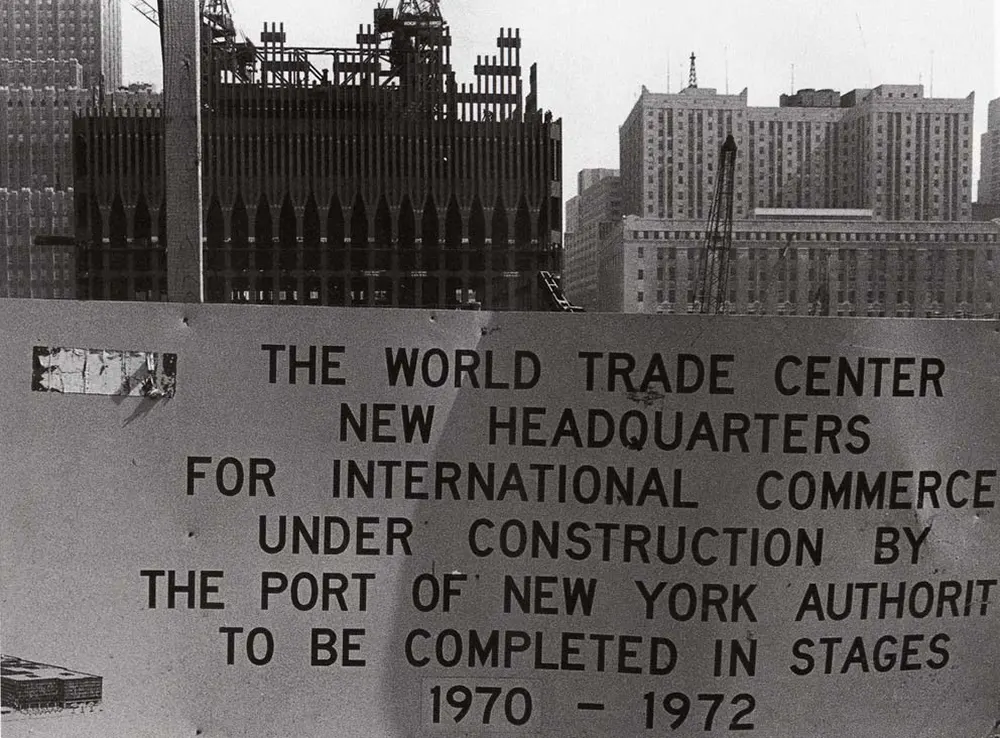 THE WORLD TRADE CENTER
NEW HEADQUARTERS
FOR INTERNATIONAL COMMERCE
UNDER CONSTRUCTION BY
THE PORT OF NEW YORK AUTHORIT
TO BE COMPLETED IN STAGES
1970 - 1972